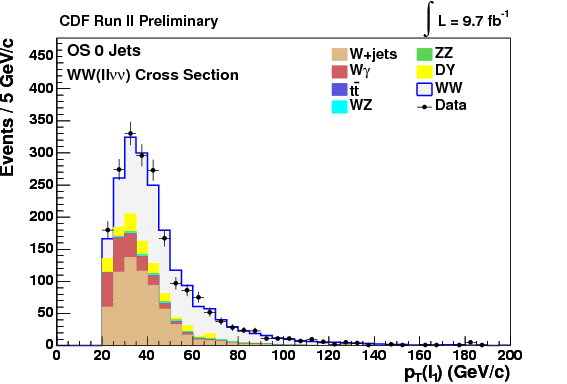 CDF Run II Preliminary
∫ L = 9.7 fb⁻¹
OS 0 Jets
WW(llνν) Cross Section
W+jets
Wγ
tt̄
WZ
ZZ
DY
WW
Data
Events / 5 GeV/c
450
400
350
300
250
200
150
100
50
0
0 20 40 60 80 100 120 140 160 180 200
p_T(l₁) (GeV/c)